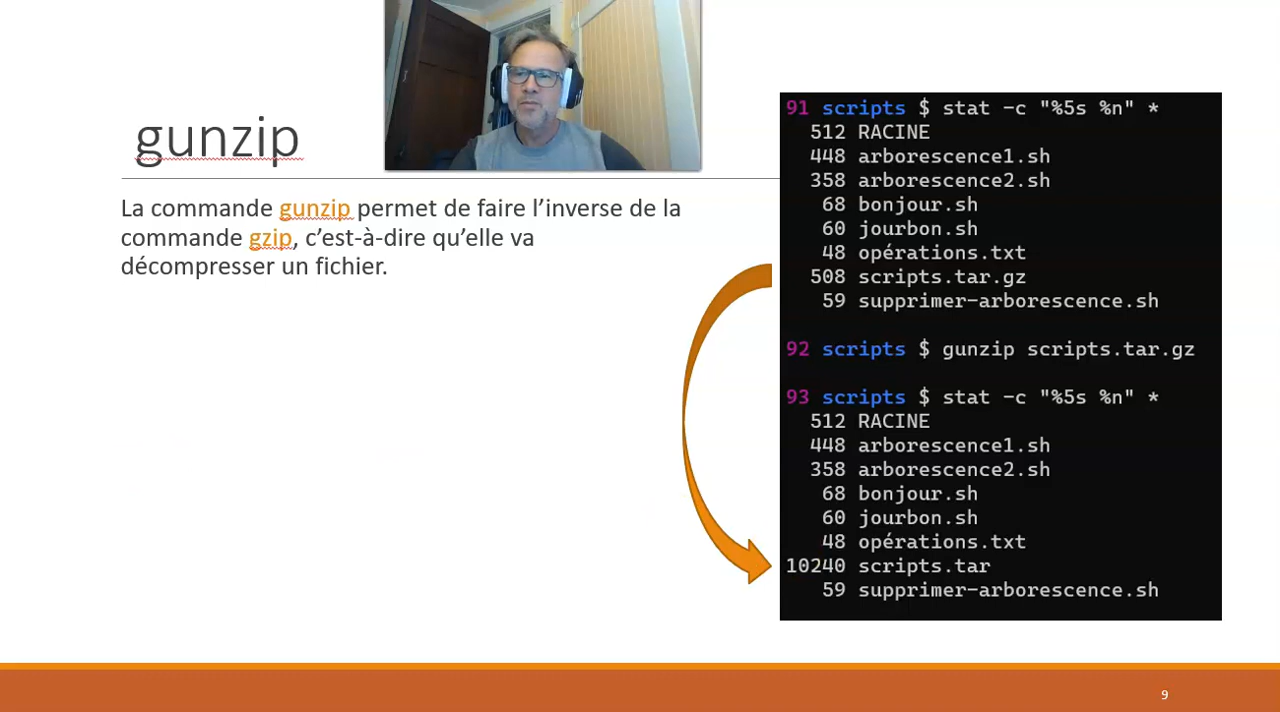 gunzip
La commande gunzip permet de faire l’inverse de la
commande gzip, c’est-à-dire qu’elle va
décompresser un fichier.
91 scripts $ stat -c "%5s %n" *
512 RACINE
448 arborescence1.sh
358 arborescence2.sh
68 bonjour.sh
60 jourbon.sh
48 opérations.txt
508 scripts.tar.gz
59 supprimer-arborescence.sh
92 scripts $ gunzip scripts.tar.gz
93 scripts $ stat -c "%5s %n" *
512 RACINE
448 arborescence1.sh
358 arborescence2.sh
68 bonjour.sh
60 jourbon.sh
48 opérations.txt
10240 scripts.tar
59 supprimer-arborescence.sh
9